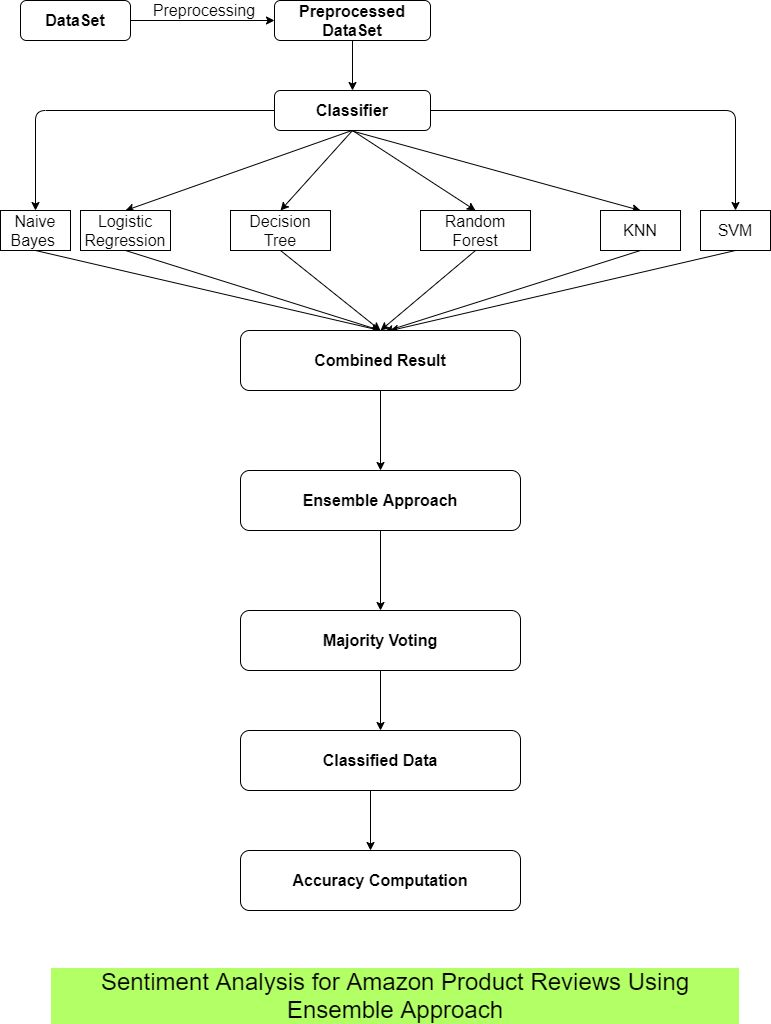 DataSet
Preprocessing
Preprocessed
DataSet
Classifier
Naive
Bayes
Logistic
Regression
Decision
Tree
Random
Forest
KNN
SVM
Combined Result
Ensemble Approach
Majority Voting
Classified Data
Accuracy Computation
Sentiment Analysis for Amazon Product Reviews Using
Ensemble Approach